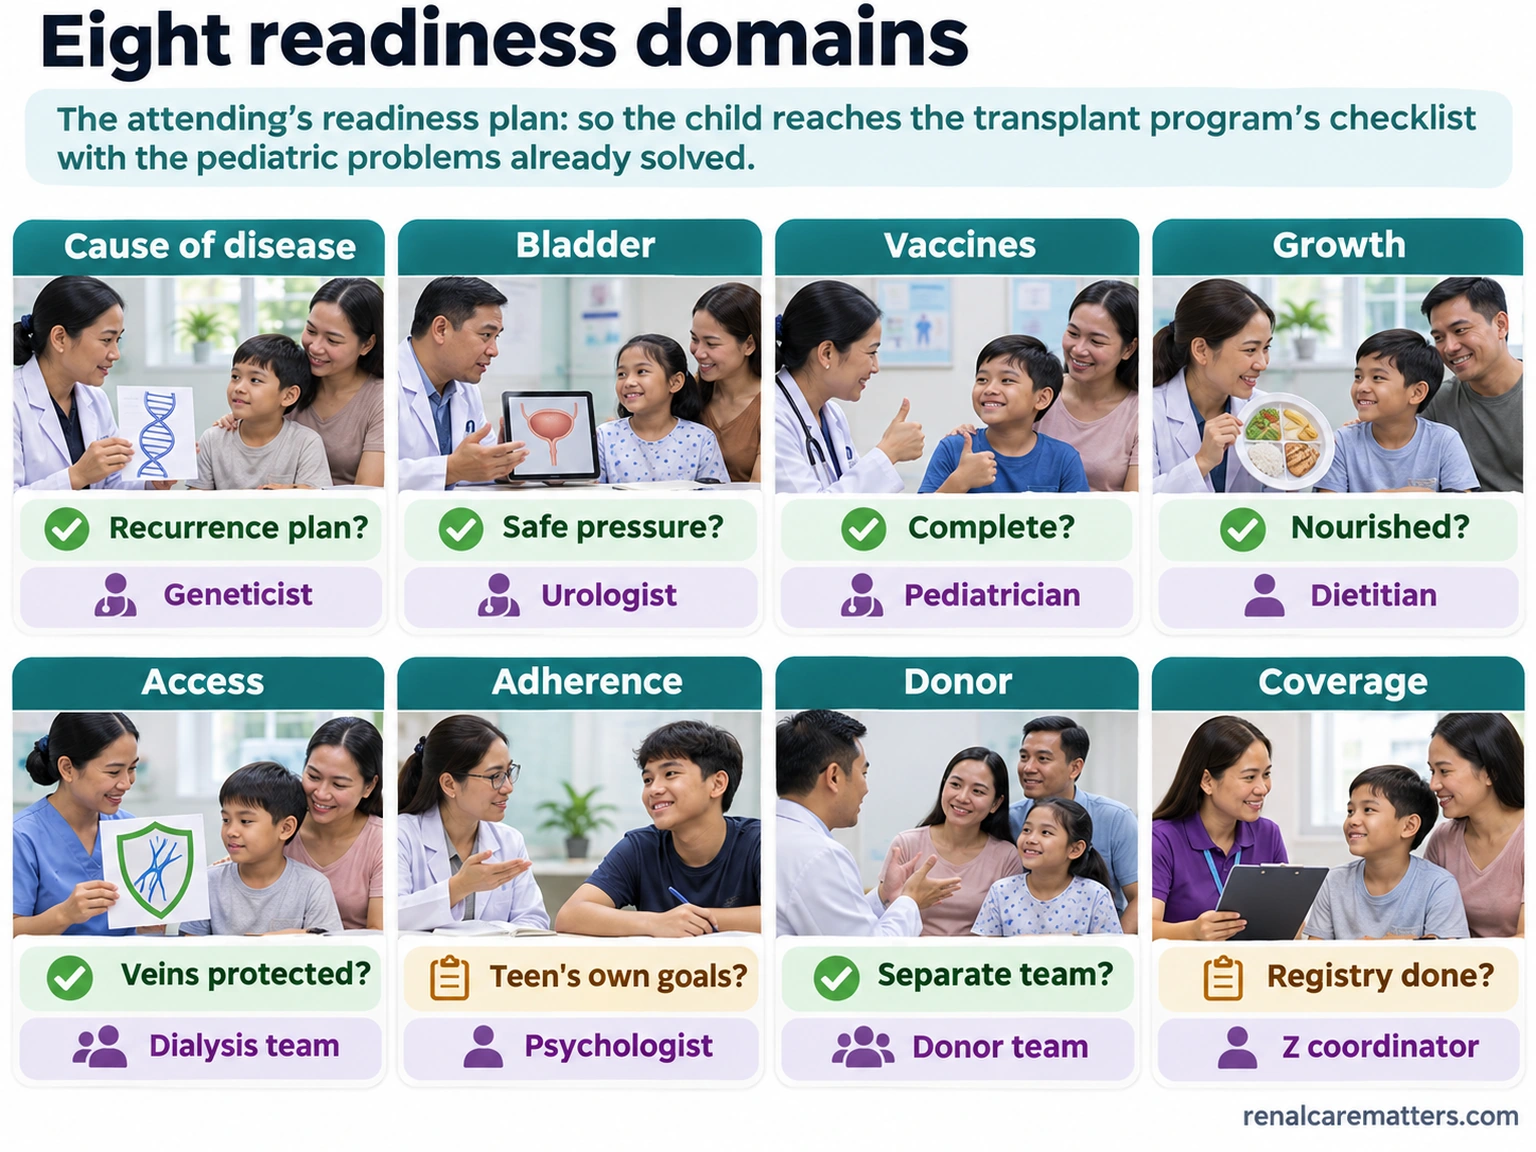 Eight readiness domains
The attending's readiness plan: so the child reaches the transplant program's checklist
with the pediatric problems already solved.
Cause of disease
Recurrence plan?
Geneticist
Bladder
Safe pressure?
Urologist
Vaccines
Complete?
Pediatrician
Growth
Nourished?
Dietitian
Access
Veins protected?
Dialysis team
Adherence
Teen's own goals?
Psychologist
Donor
Separate team?
Donor team
Coverage
Registry done?
Z coordinator
renalcarematters.com